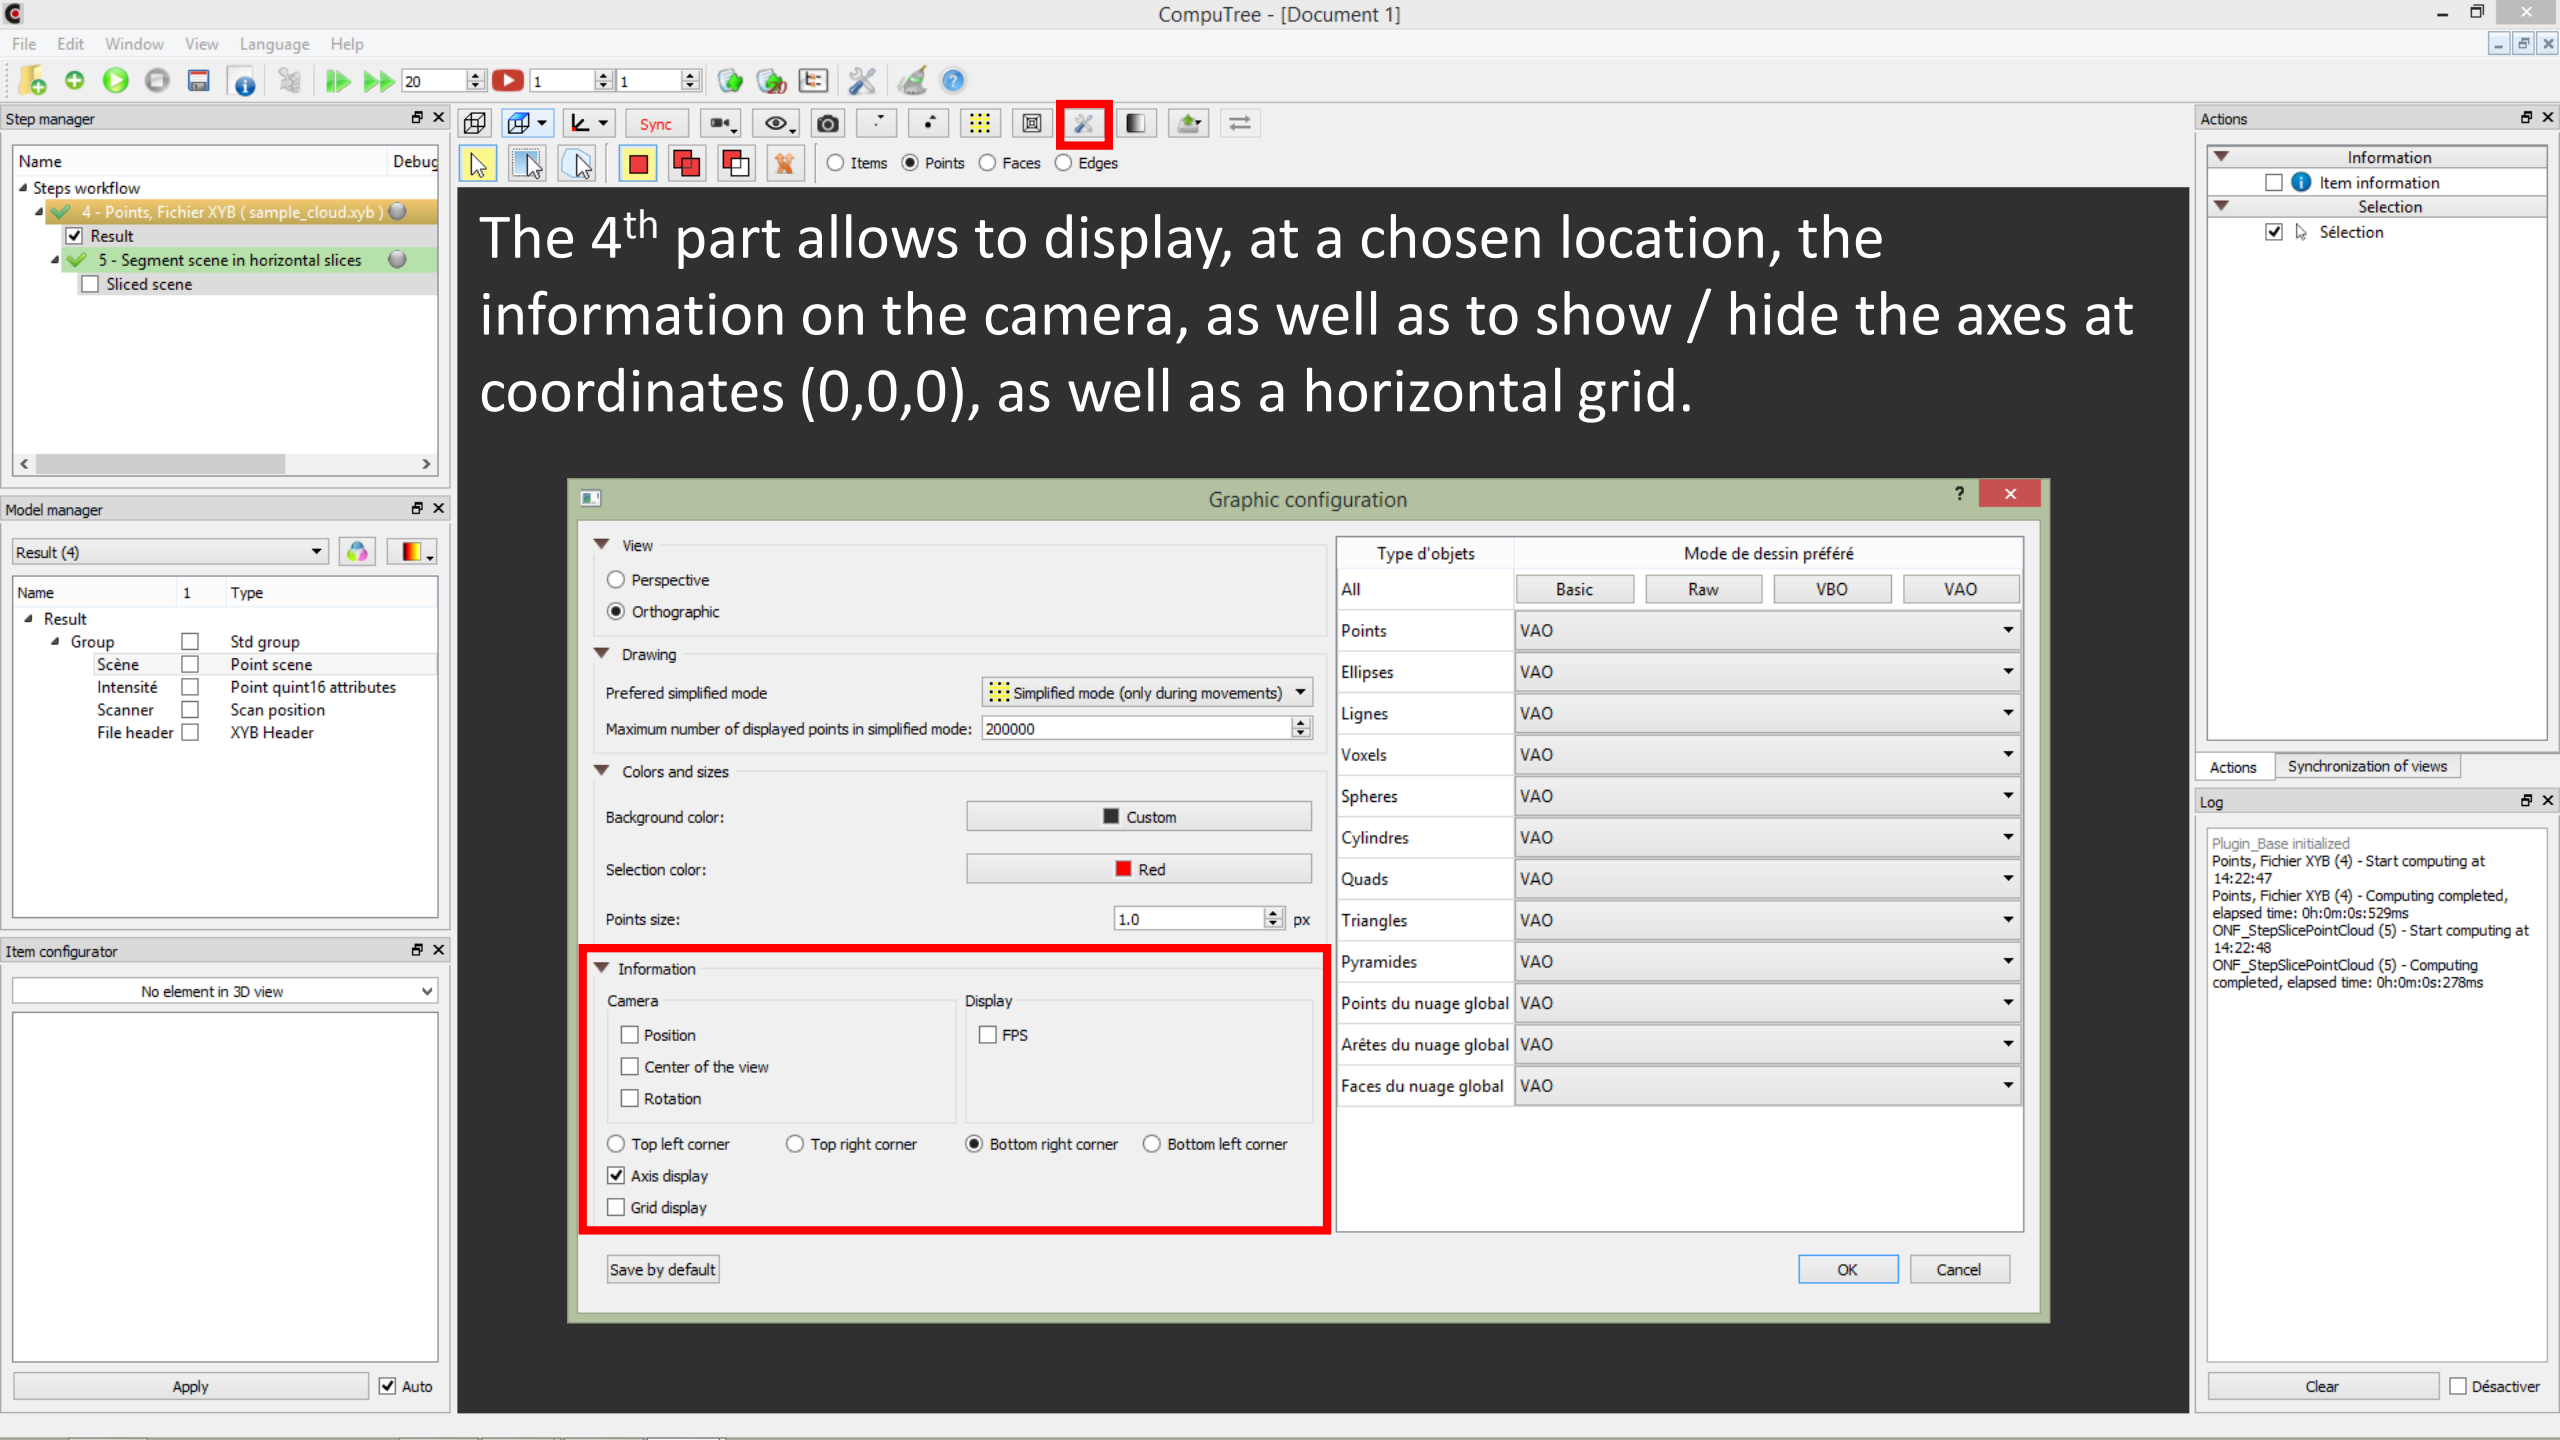 CompuTree - [Document 1]
File Edit Window View Language Help
20 1 1
Step manager
Name Debug
Steps workflow
4 - Points, Fichier XYB ( sample_cloud.xyb )
Result
5 - Segment scene in horizontal slices
Sliced scene
Model manager
Result (4)
Name 1 Type
Result
Group Std group
Scène Point scene
Intensité Point quint16 attributes
Scanner Scan position
File header XYB Header
Item configurator
No element in 3D view
Apply Auto
Sync
Items Points Faces Edges
The 4th part allows to display, at a chosen location, the
information on the camera, as well as to show / hide the axes at
coordinates (0,0,0), as well as a horizontal grid.
Graphic configuration
View
Perspective
Orthographic
Drawing
Prefered simplified mode Simplified mode (only during movements)
Maximum number of displayed points in simplified mode: 200000
Colors and sizes
Background color: Custom
Selection color: Red
Points size: 1.0 px
Information
Camera Display
Position FPS
Center of the view
Rotation
Top left corner Top right corner Bottom right corner Bottom left corner
Axis display
Grid display
Save by default
Type d'objets Mode de dessin préféré
All Basic Raw VBO VAO
Points VAO
Ellipses VAO
Lignes VAO
Voxels VAO
Spheres VAO
Cylindres VAO
Quads VAO
Triangles VAO
Pyramides VAO
Points du nuage global VAO
Arêtes du nuage global VAO
Faces du nuage global VAO
OK Cancel
Actions
Information
Item information
Selection
Sélection
Actions Synchronization of views
Log
Plugin_Base initialized
Points, Fichier XYB (4) - Start computing at
14:22:47
Points, Fichier XYB (4) - Computing completed,
elapsed time: 0h:0m:0s:529ms
ONF_StepSlicePointCloud (5) - Start computing at
14:22:48
ONF_StepSlicePointCloud (5) - Computing
completed, elapsed time: 0h:0m:0s:278ms
Clear Désactiver